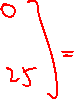 0 } =
25